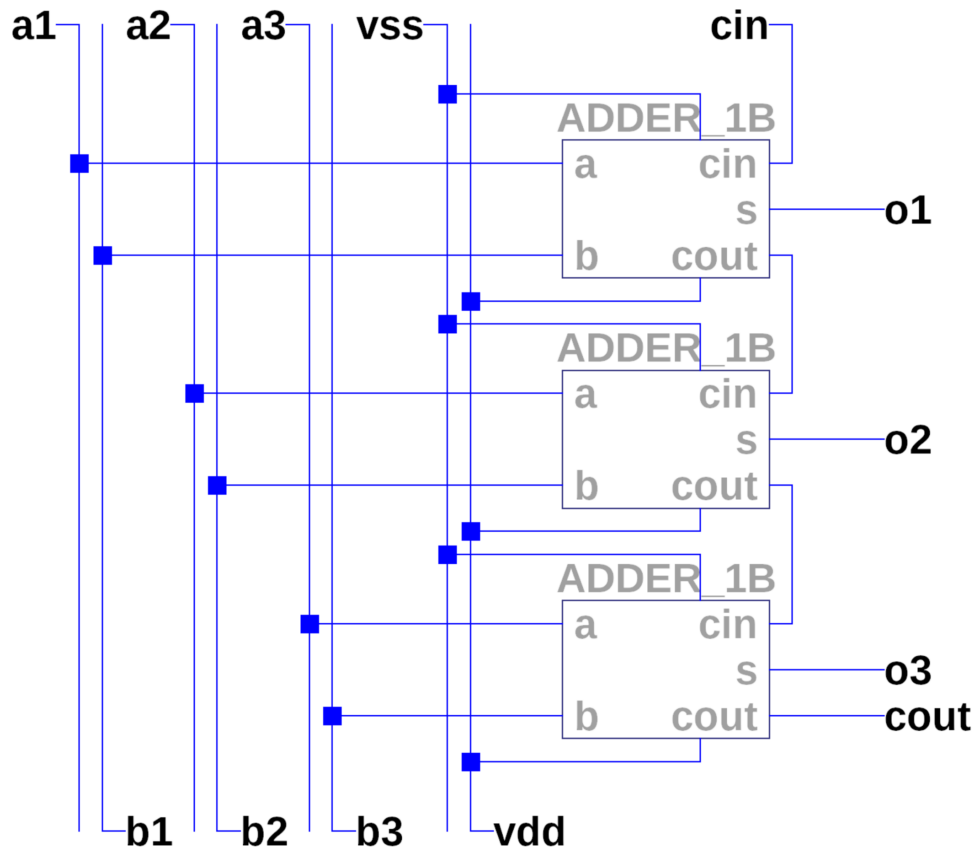 a1 a2 a3 vss cin
ADDER_1B
a cin
s o1
b cout
ADDER_1B
a cin
s o2
b cout
ADDER_1B
a cin
s o3
b cout cout
b1 b2 b3 vdd